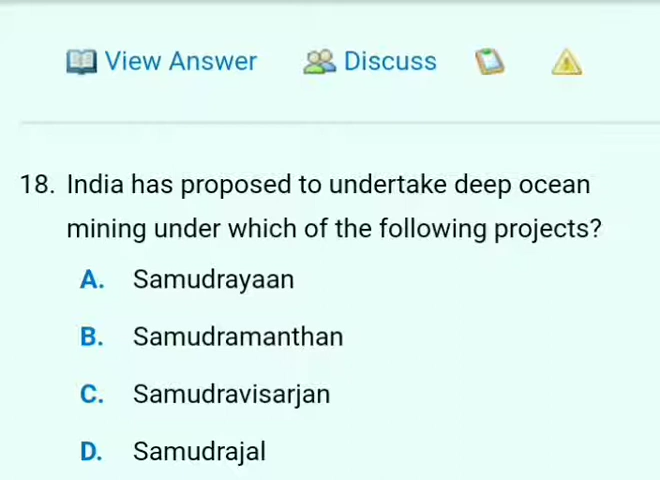 View Answer Discuss
18. India has proposed to undertake deep ocean
mining under which of the following projects?
A. Samudrayaan
B. Samudramanthan
C. Samudravisarjan
D. Samudrajal